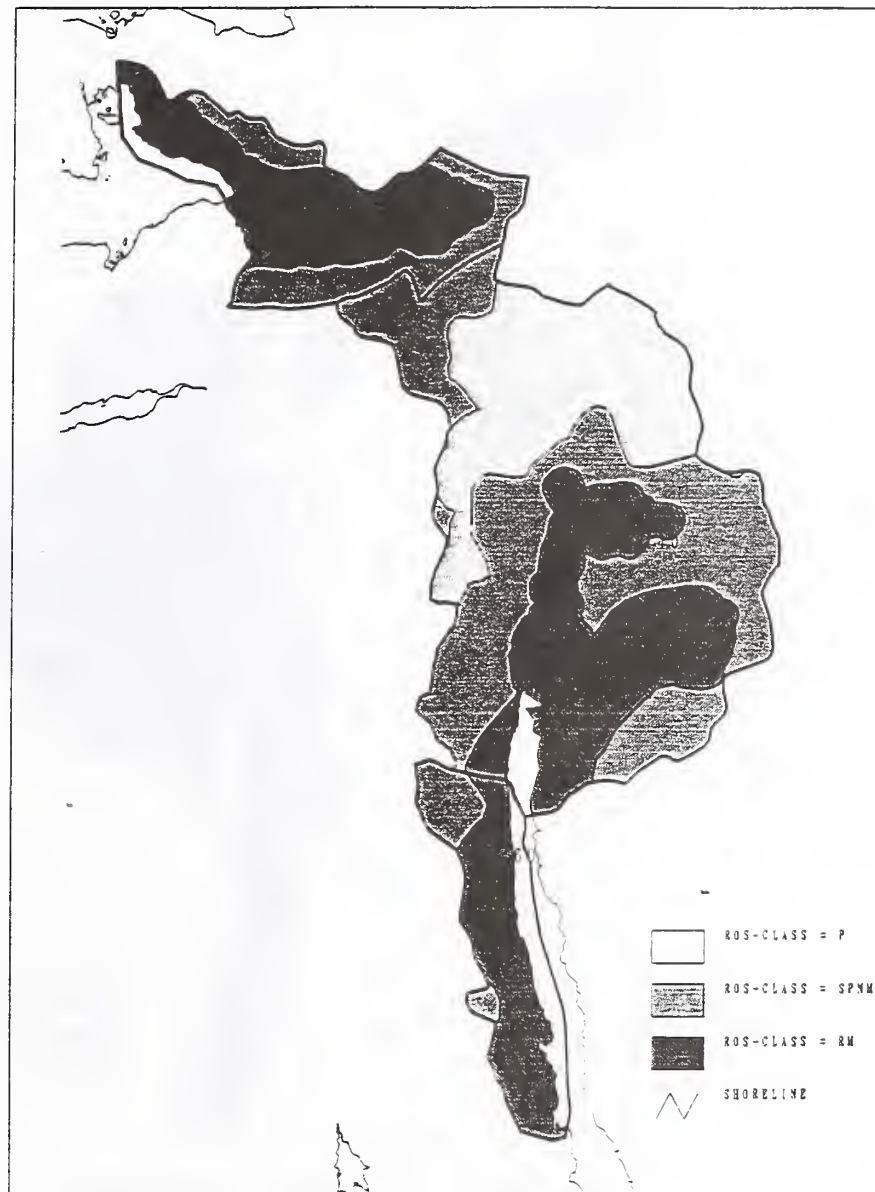 ROS-CLASS = P
ROS-CLASS = SPNM
ROS-CLASS = RM
SHORELINE